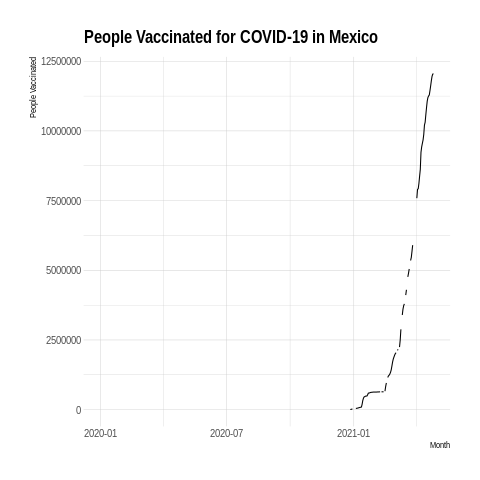 People Vaccinated for COVID-19 in Mexico
People Vaccinated
12500000
10000000
7500000
5000000
2500000
0
2020-01 2020-07 2021-01
Month